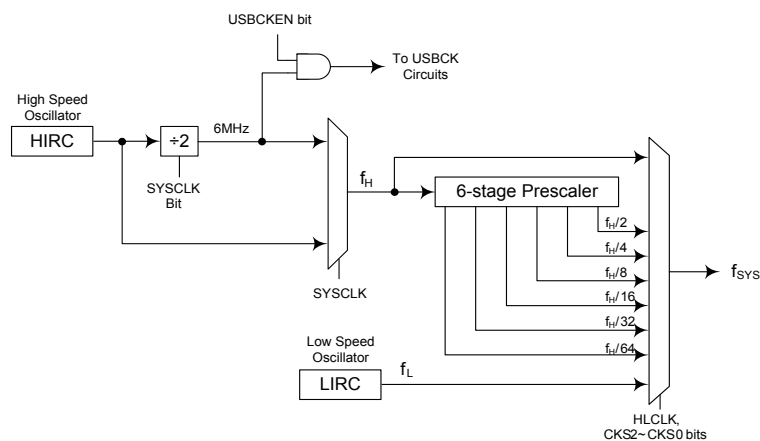 USBCKEN bit
To USBCK
Circuits
High Speed
Oscillator
HIRC
÷2
6MHz
SYSCLK
Bit
fH
6-stage Prescaler
fH/2
fH/4
fH/8
fH/16
fH/32
fH/64
fSYS
SYSCLK
Low Speed
Oscillator
LIRC
fL
HLCLK,
CKS2~CKS0 bits